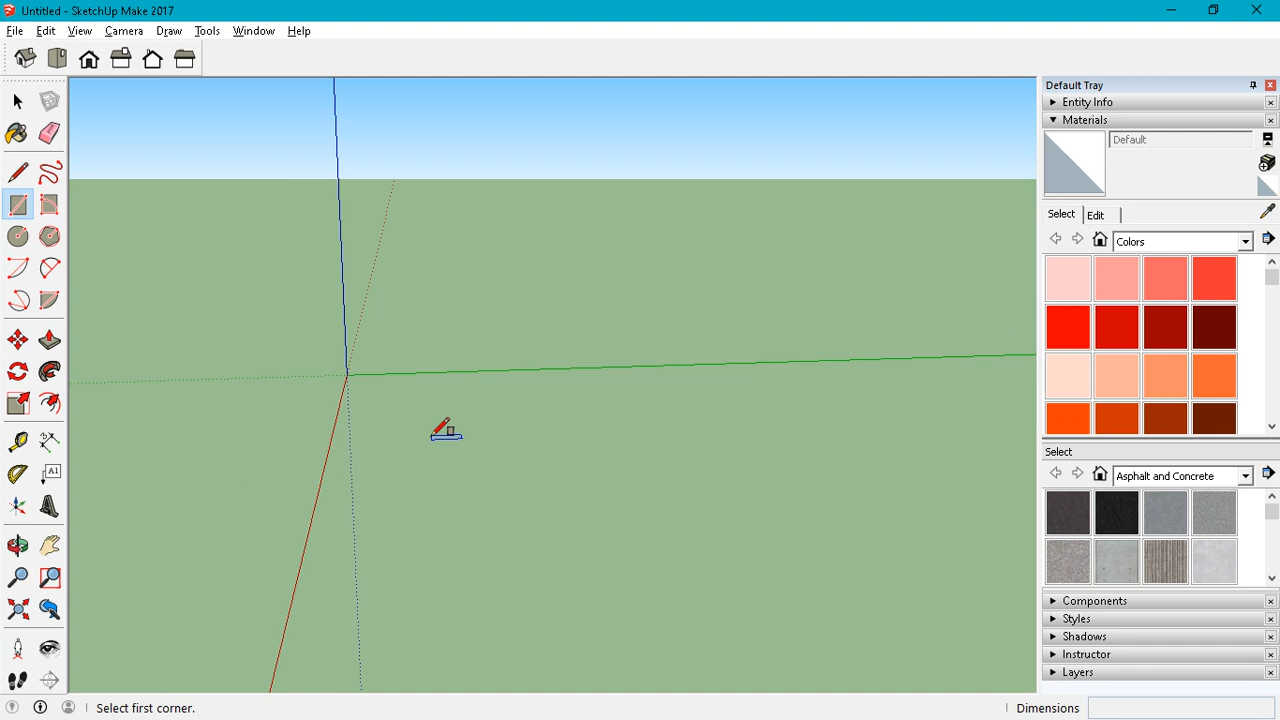 Untitled - SketchUp Make 2017
File Edit View Camera Draw Tools Window Help
Default Tray
Entity Info
Materials
Default
Select Edit
Colors
Select
Asphalt and Concrete
Components
Styles
Shadows
Instructor
Layers
A1
Select first corner.
Dimensions